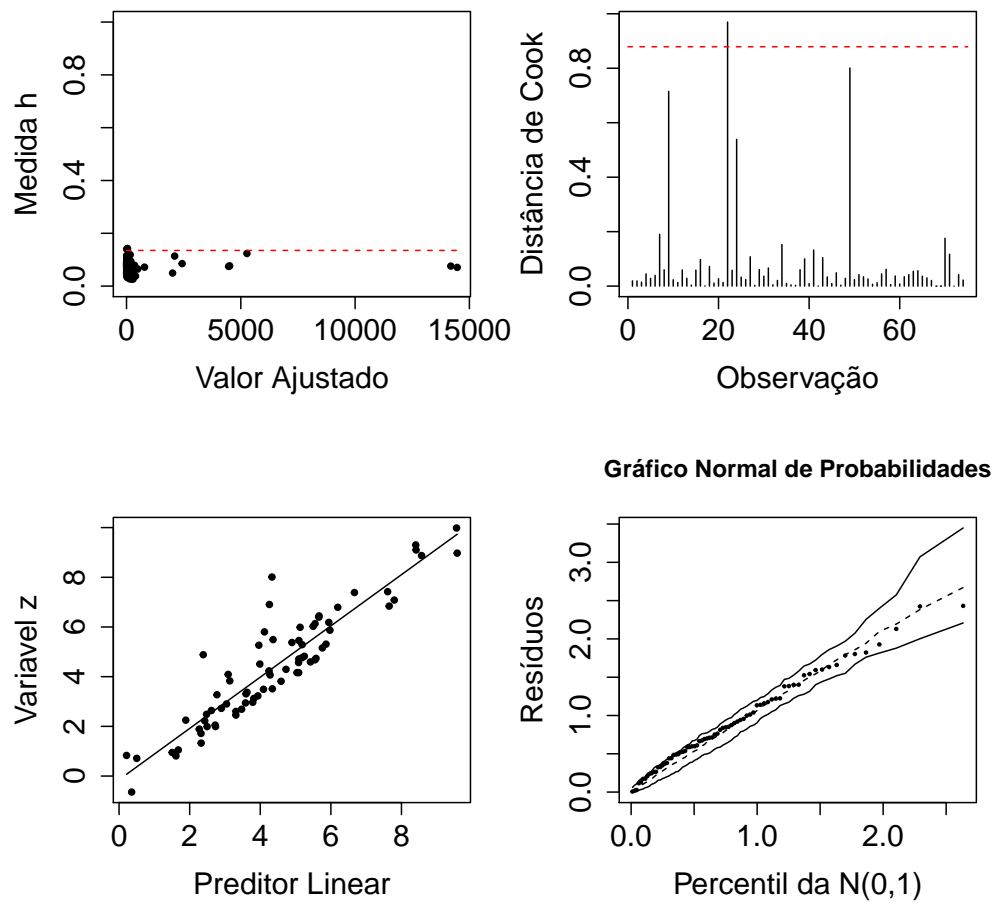 Medida h
0.0 0.4 0.8
0 5000 10000 15000
Valor Ajustado
Distância de Cook
0.0 0.4 0.8
0 20 40 60
Observação
Variavel z
0 2 4 6 8
0 2 4 6 8
Preditor Linear
Gráfico Normal de Probabilidades
Resíduos
0.0 1.0 2.0 3.0
0.0 1.0 2.0
Percentil da N(0,1)